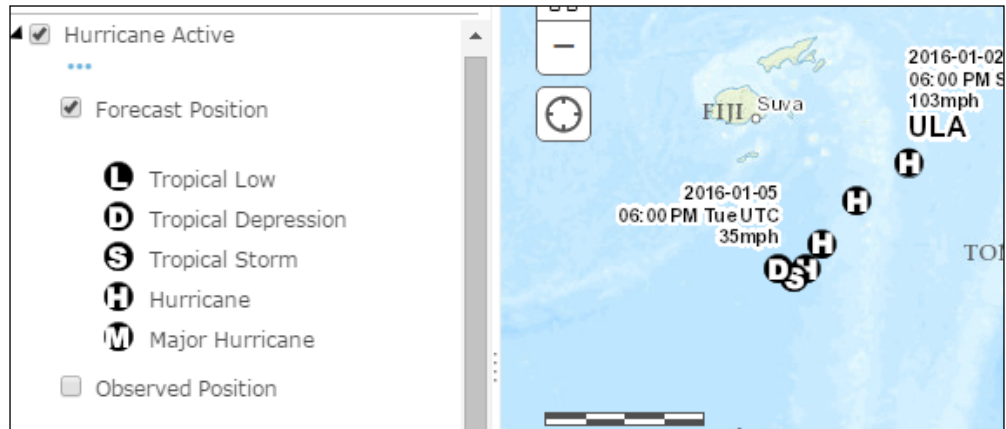 Hurricane Active
Forecast Position
L Tropical Low
D Tropical Depression
S Tropical Storm
H Hurricane
M Major Hurricane
Observed Position
2016-01-02
06:00 PM S
103mph
ULA
FIJI
Suva
H
H
2016-01-05
06:00 PM Tue UTC
35mph
H
TO
D S H